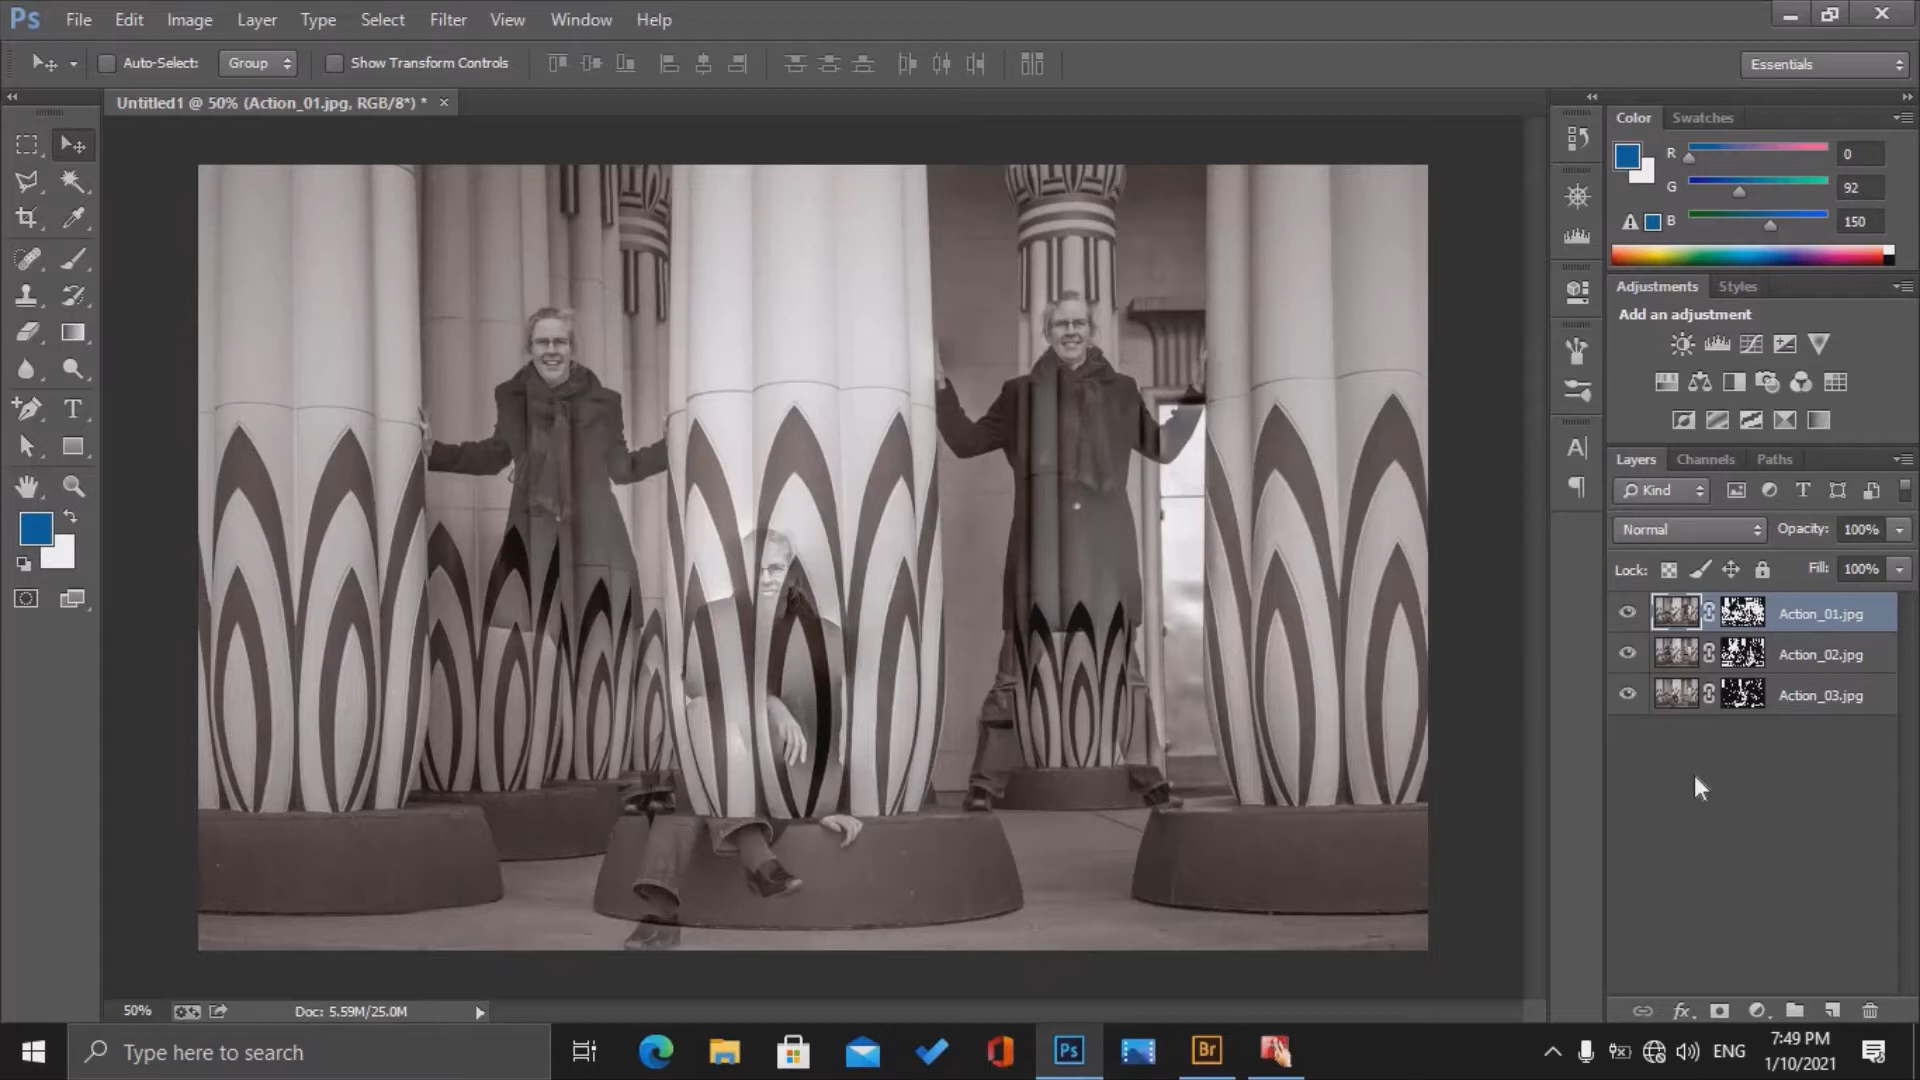 Ps File Edit Image Layer Type Select Filter View Window Help
Auto-Select: Group Show Transform Controls Essentials
Untitled1 @ 50% (Action_01.jpg, RGB/8*) * ×
Color Swatches
R 0
G 92
B 150
Adjustments Styles
Add an adjustment
Layers Channels Paths
Kind
Normal Opacity: 100%
Lock: Fill: 100%
Action_01.jpg
Action_02.jpg
Action_03.jpg
50% Doc: 5.59M/25.0M
Type here to search
Ps
Br
ENG
7:49 PM
1/10/2021